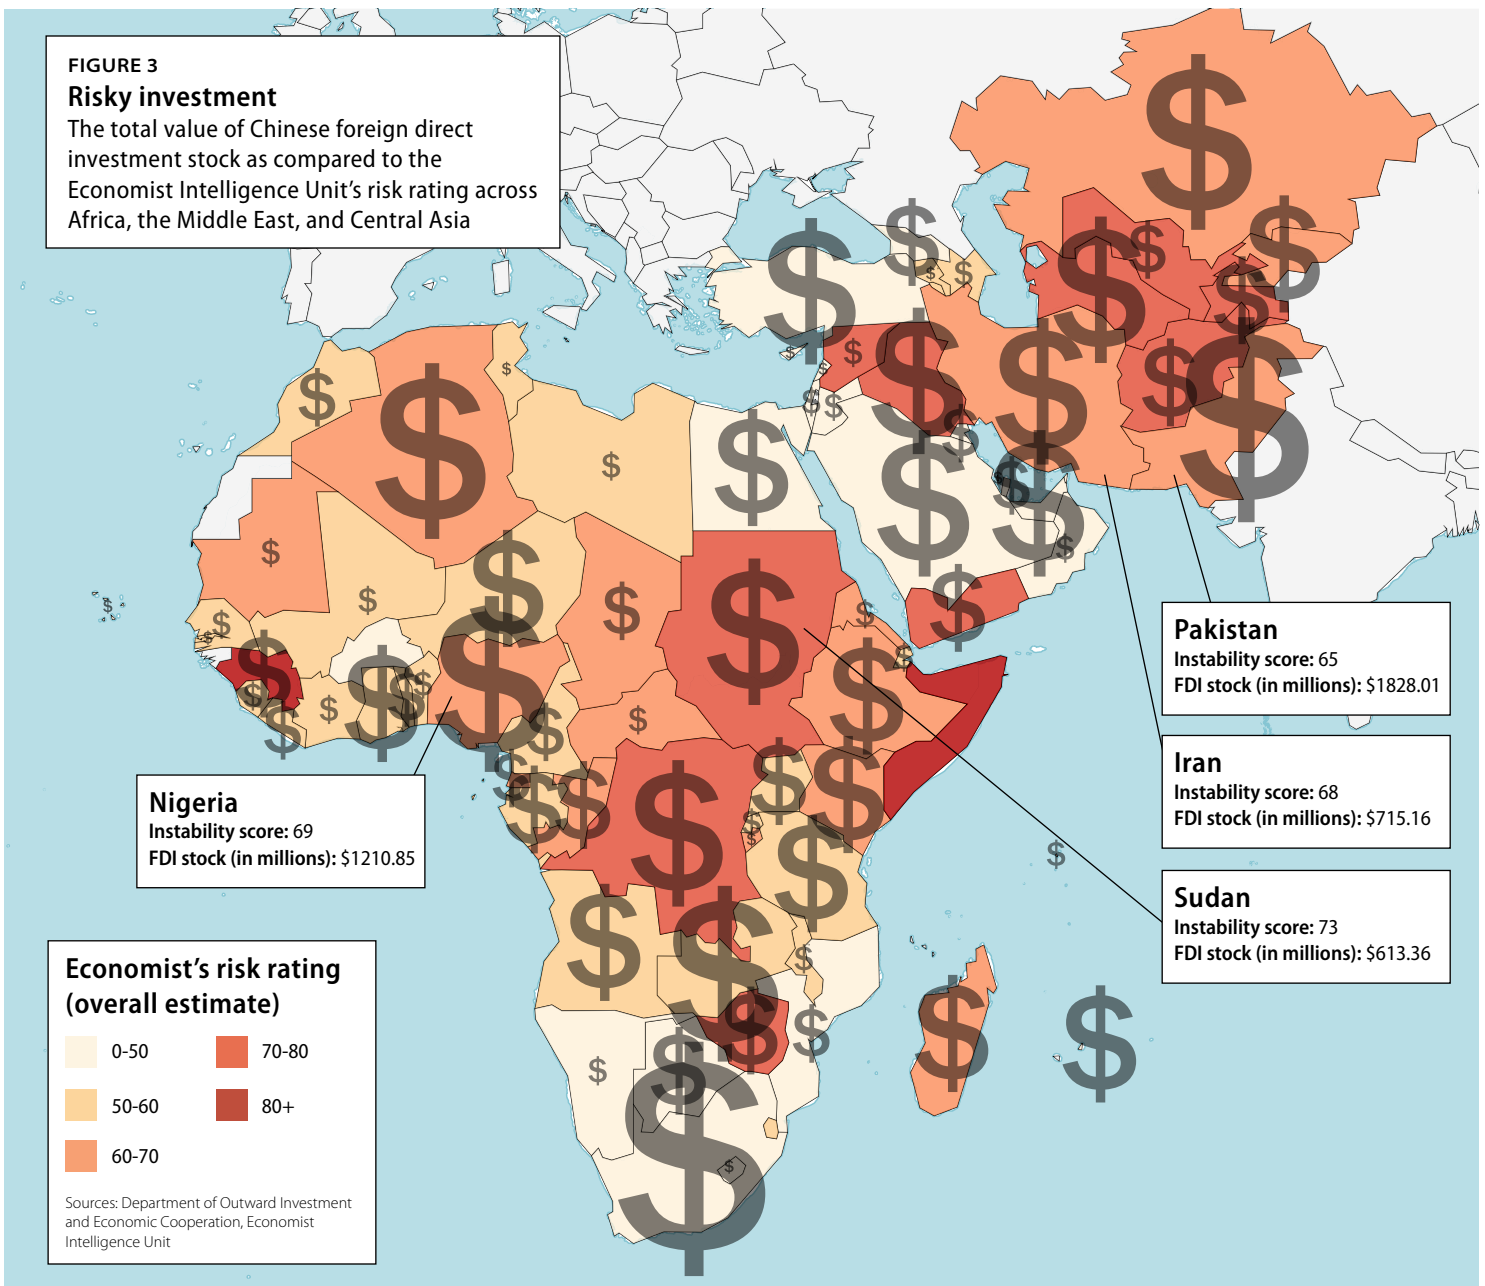 FIGURE 3
Risky investment
The total value of Chinese foreign direct
investment stock as compared to the
Economist Intelligence Unit's risk rating across
Africa, the Middle East, and Central Asia
Pakistan
Instability score: 65
FDI stock (in millions): $1828.01
Iran
Instability score: 68
FDI stock (in millions): $715.16
Sudan
Instability score: 73
FDI stock (in millions): $613.36
Nigeria
Instability score: 69
FDI stock (in millions): $1210.85
Economist's risk rating
(overall estimate)
0-50
50-60
60-70
70-80
80+
Sources: Department of Outward Investment
and Economic Cooperation, Economist
Intelligence Unit